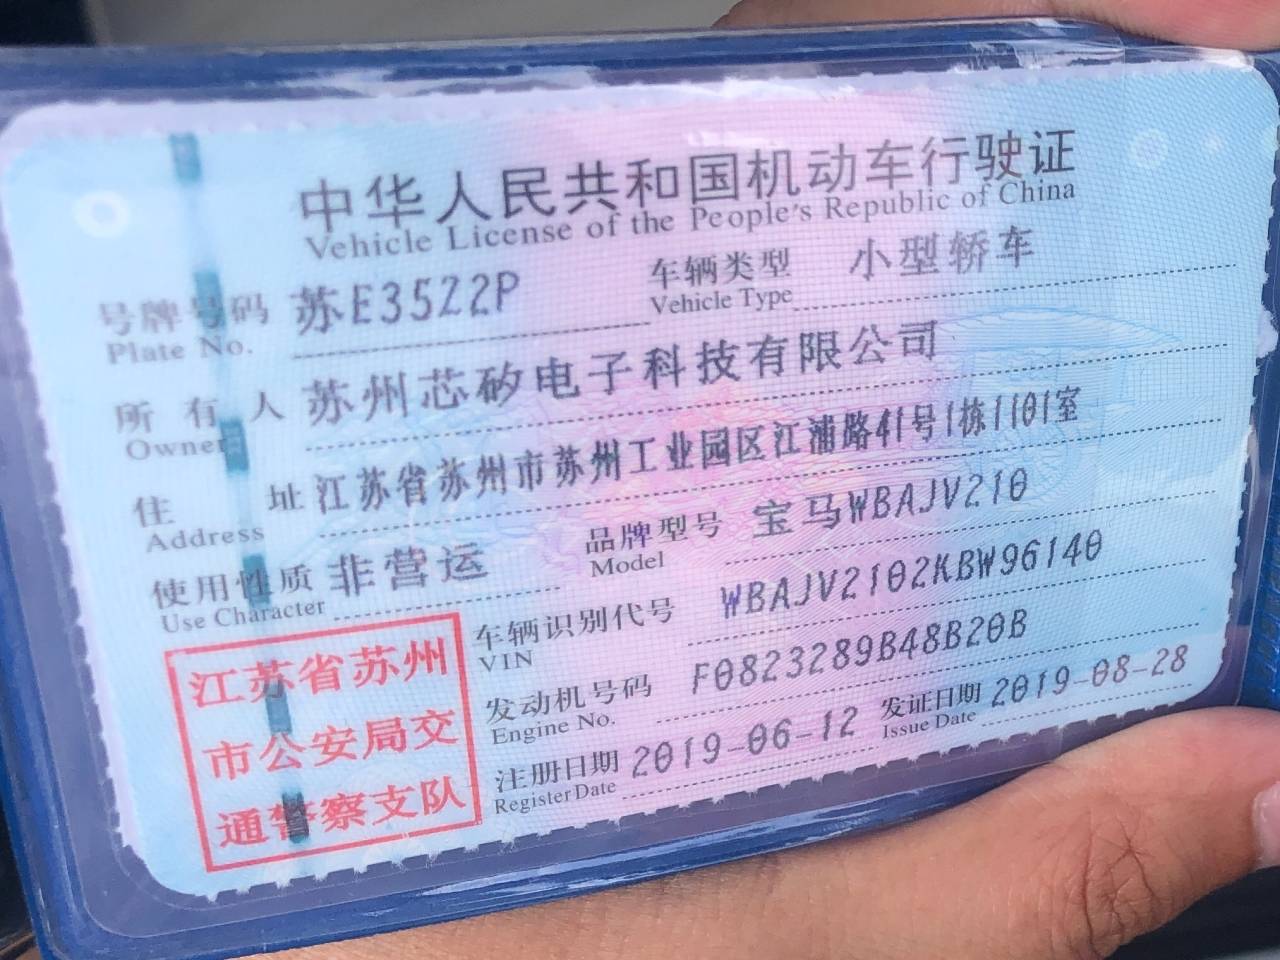 中华人民共和国机动车行驶证
Vehicle License of the People's Republic of China
号牌号码 苏E35Z2P 车辆类型 小型轿车
Plate No. Vehicle Type
所有人 苏州芯矽电子科技有限公司
Owner
住址 江苏省苏州市苏州工业园区江浦路41号1栋1101室
Address
使用性质 非营运 品牌型号 宝马WBAJV210
Use Character Model
车辆识别代号 WBAJV2102KBW96140
VIN
发动机号码 F0823289B48B20B
Engine No.
注册日期 2019-06-12 发证日期 2019-08-28
Register Date Issue Date
江苏省苏州
市公安局交
通警察支队